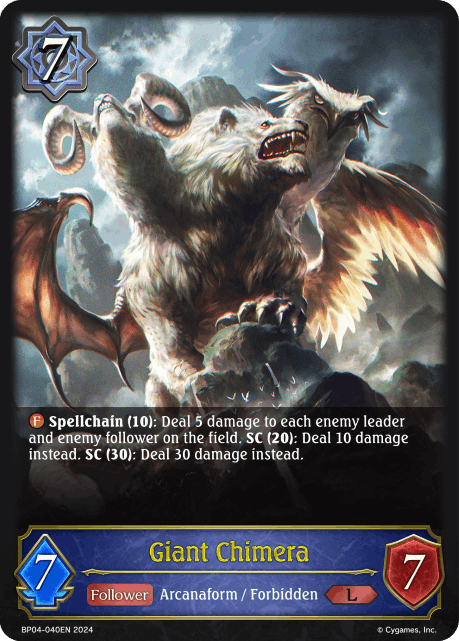 7
F Spellchain (10): Deal 5 damage to each enemy leader
and enemy follower on the field. SC (20): Deal 10 damage
instead. SC (30): Deal 30 damage instead.
Giant Chimera
7
Follower Arcanaform / Forbidden L
7
BP04-040EN 2024 © Cygames, Inc.